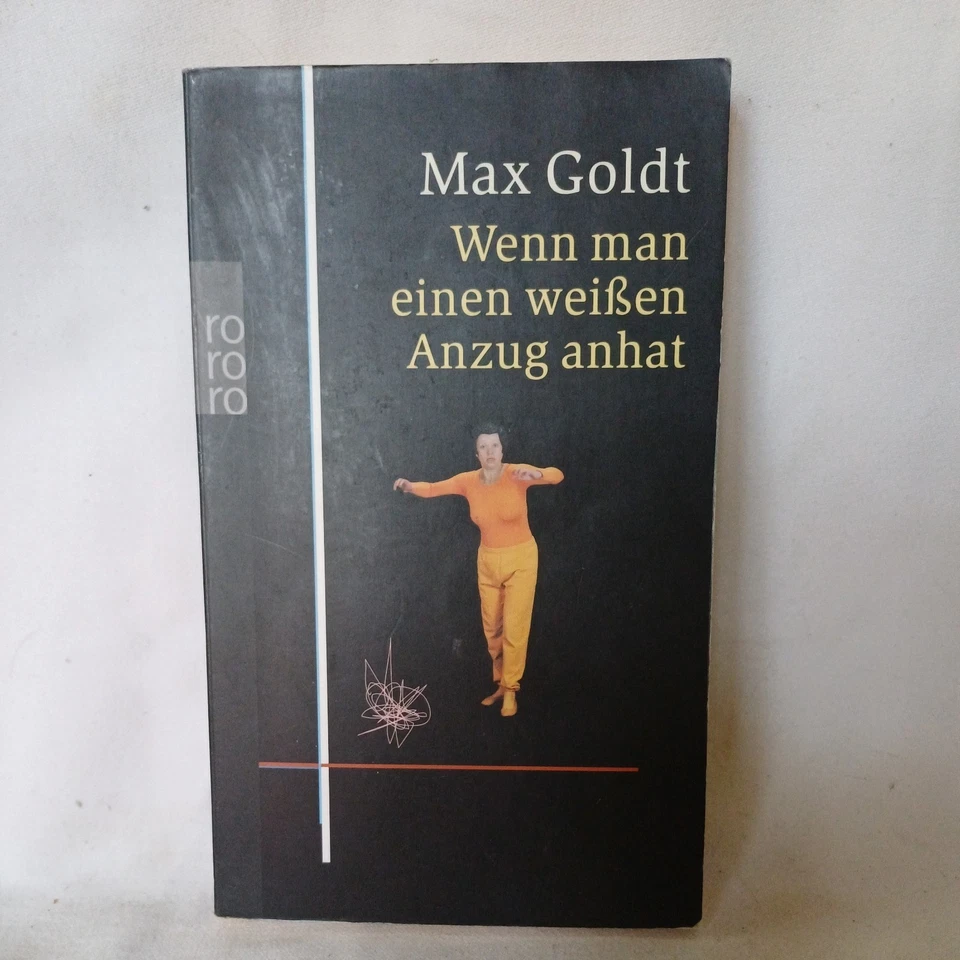 Max Goldt
Wenn man
einen weißen
Anzug anhat
ro
ro
ro